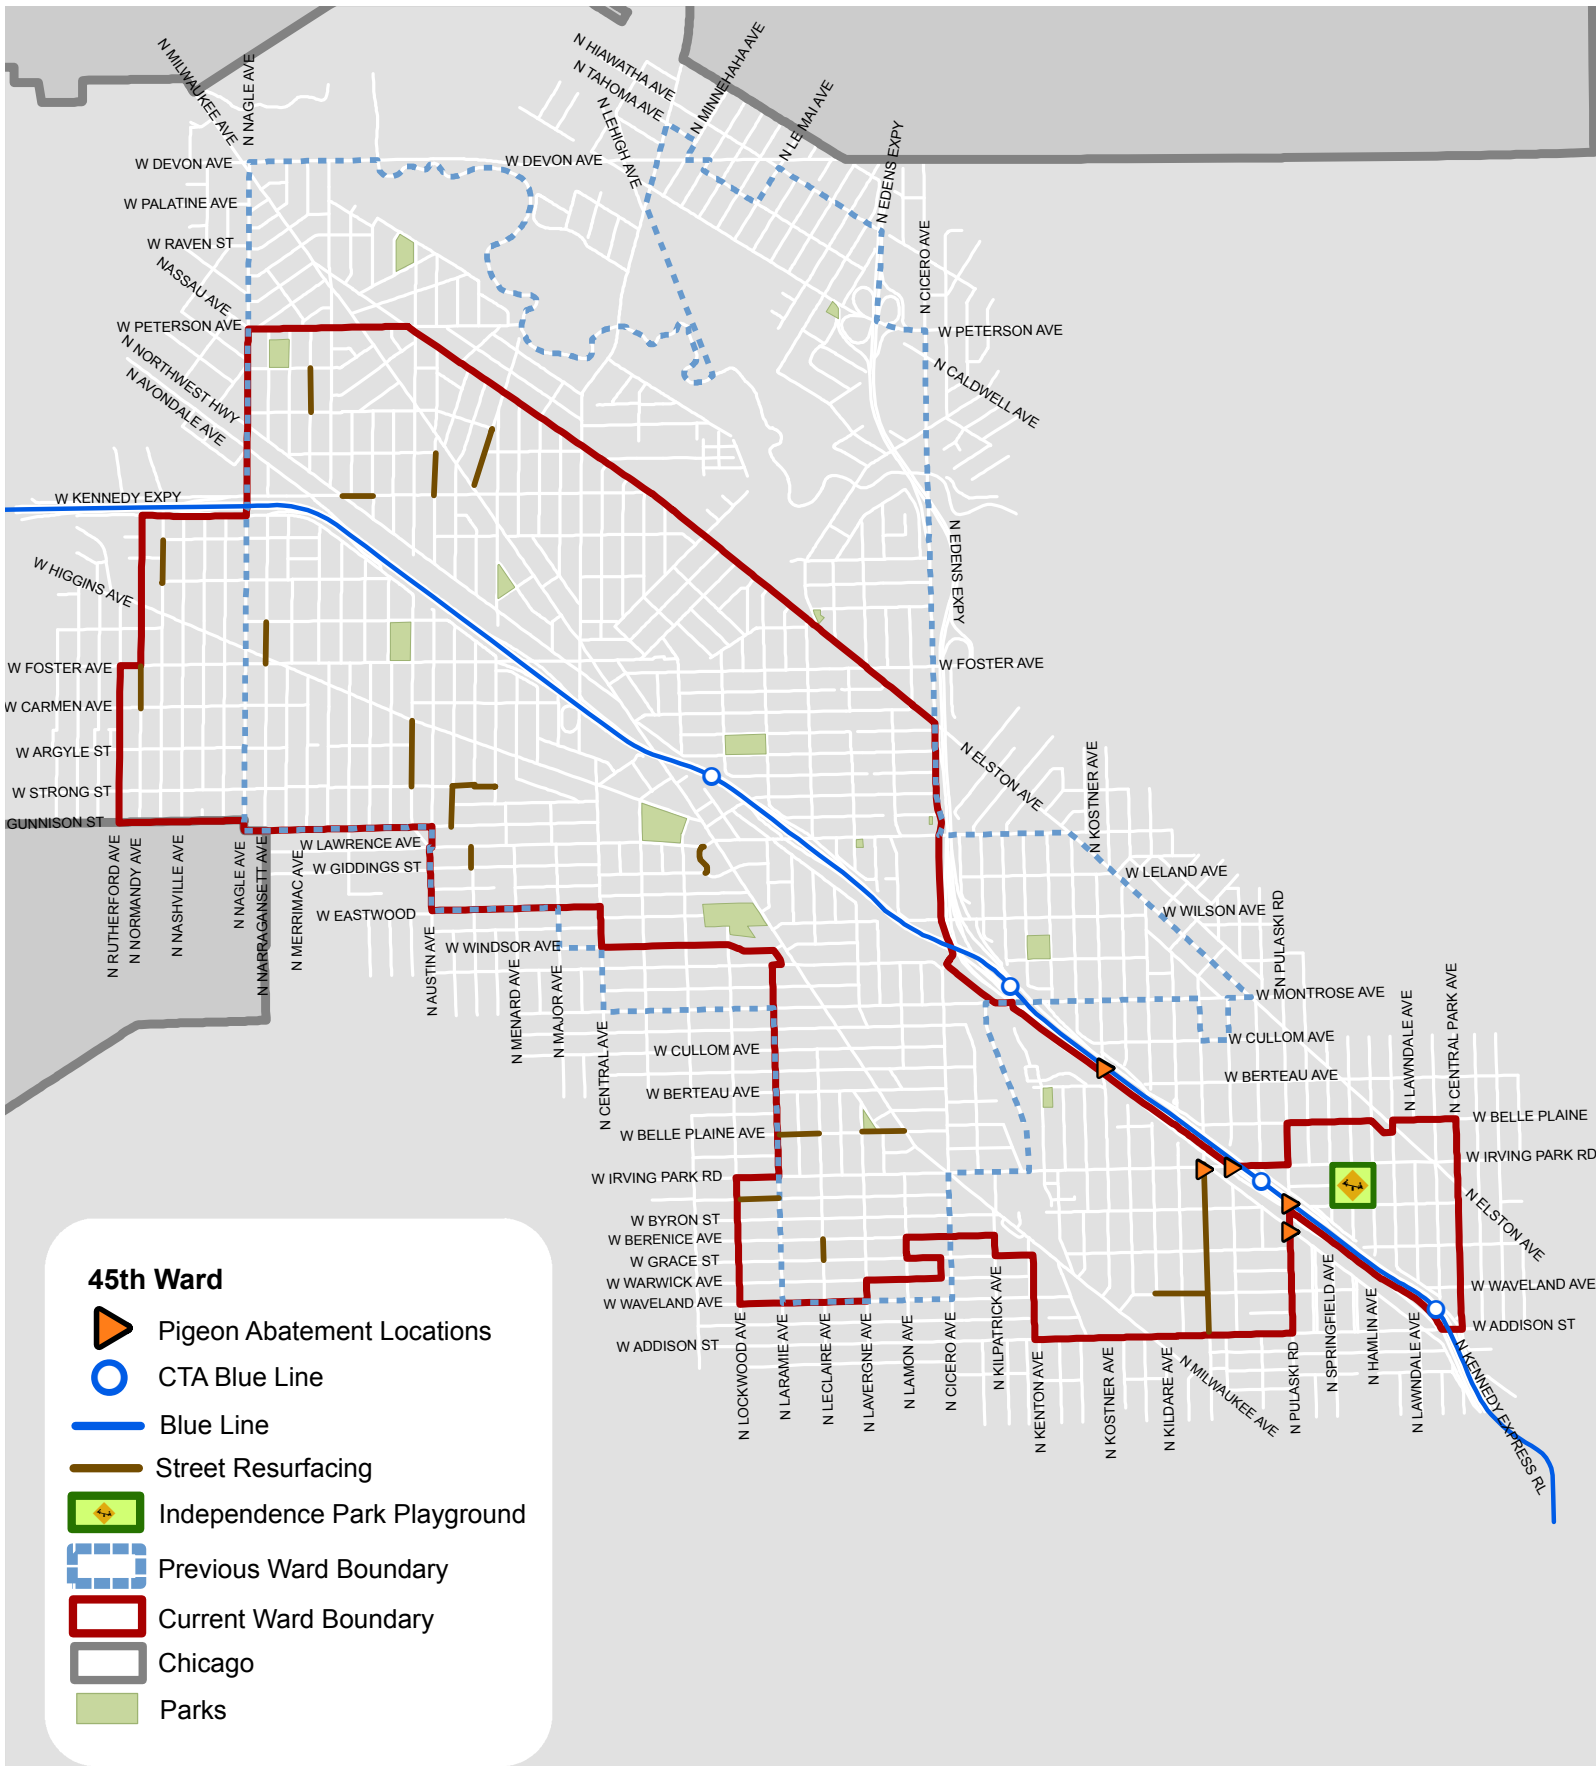 N HIAWATHA AVE
N TAHOMA AVE
N MINNEHAHA AVE
N MILWAUKEE AVE
N NAGLE AVE
N LE MAI AVE
N LEHIGH AVE
N EDENS EXPY
W DEVON AVE
W DEVON AVE
W PALATINE AVE
W RAVEN ST
N CICERO AVE
NASSAU AVE
W PETERSON AVE
W PETERSON AVE
N NORTHWEST HWY
N AVONDALE AVE
N CALDWELL AVE
W KENNEDY EXPY
N EDENS EXPY
W HIGGINS AVE
W FOSTER AVE
W FOSTER AVE
W CARMEN AVE
W ARGYLE ST
N ELSTON AVE
N KOSTNER AVE
W STRONG ST
GUNNISON ST
W LAWRENCE AVE
W GIDDINGS ST
W LELAND AVE
N RUTHERFORD AVE
N NORMANDY AVE
N NASHVILLE AVE
N NAGLE AVE
N NARRAGANSETT AVE
N MERRIMAC AVE
W EASTWOOD
W WILSON AVE
N PULASKI RD
W WINDSOR AVE
N AUSTIN AVE
N MENARD AVE
N MAJOR AVE
W MONTROSE AVE
N LAWNDALE AVE
N CENTRAL PARK AVE
N CENTRAL AVE
W CULLOM AVE
W CULLOM AVE
W BERTEAU AVE
W BERTEAU AVE
W BELLE PLAINE
W BELLE PLAINE AVE
W IRVING PARK RD
W IRVING PARK RD
N ELSTON AVE
W BYRON ST
W BERENICE AVE
W GRACE ST
W WARWICK AVE
W WAVELAND AVE
W WAVELAND AVE
W ADDISON ST
W ADDISON ST
N LOCKWOOD AVE
N LARAMIE AVE
N LECLAIRE AVE
N LAVERGNE AVE
N LAMON AVE
N CICERO AVE
N KILPATRICK AVE
N KENTON AVE
N KOSTNER AVE
N KILDARE AVE
N MILWAUKEE AVE
N PULASKI RD
N SPRINGFIELD AVE
N HAMLIN AVE
N LAWNDALE AVE
N KENNEDY EXPRESS RL
45th Ward
Pigeon Abatement Locations
CTA Blue Line
Blue Line
Street Resurfacing
Independence Park Playground
Previous Ward Boundary
Current Ward Boundary
Chicago
Parks